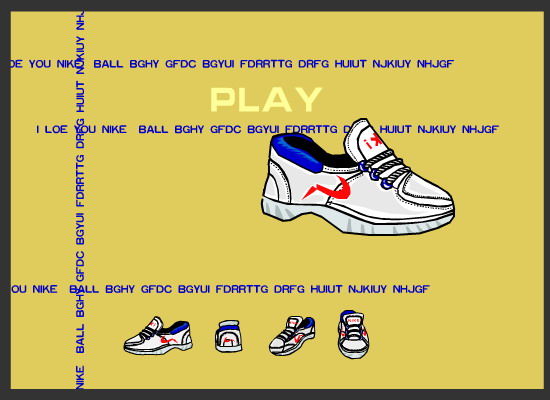 OE YOU NIKE BALL BGHY GFDC BGYUI FDRRTTG DRFG HUIUT NJKIUY NHJGF
PLAY
I LOE YOU NIKE BALL BGHY GFDC BGYUI FDRRTTG HUIUT NJKIUY NHJGF
OU NIKE BALL BGHY GFDC BGYUI FDRRTTG DRFG HUIUT NJKIUY NHJGF
NIKE BALL BGHY GFDC BGYUI FDRRTTG DRFG HUIUT NJKIUY NHJ